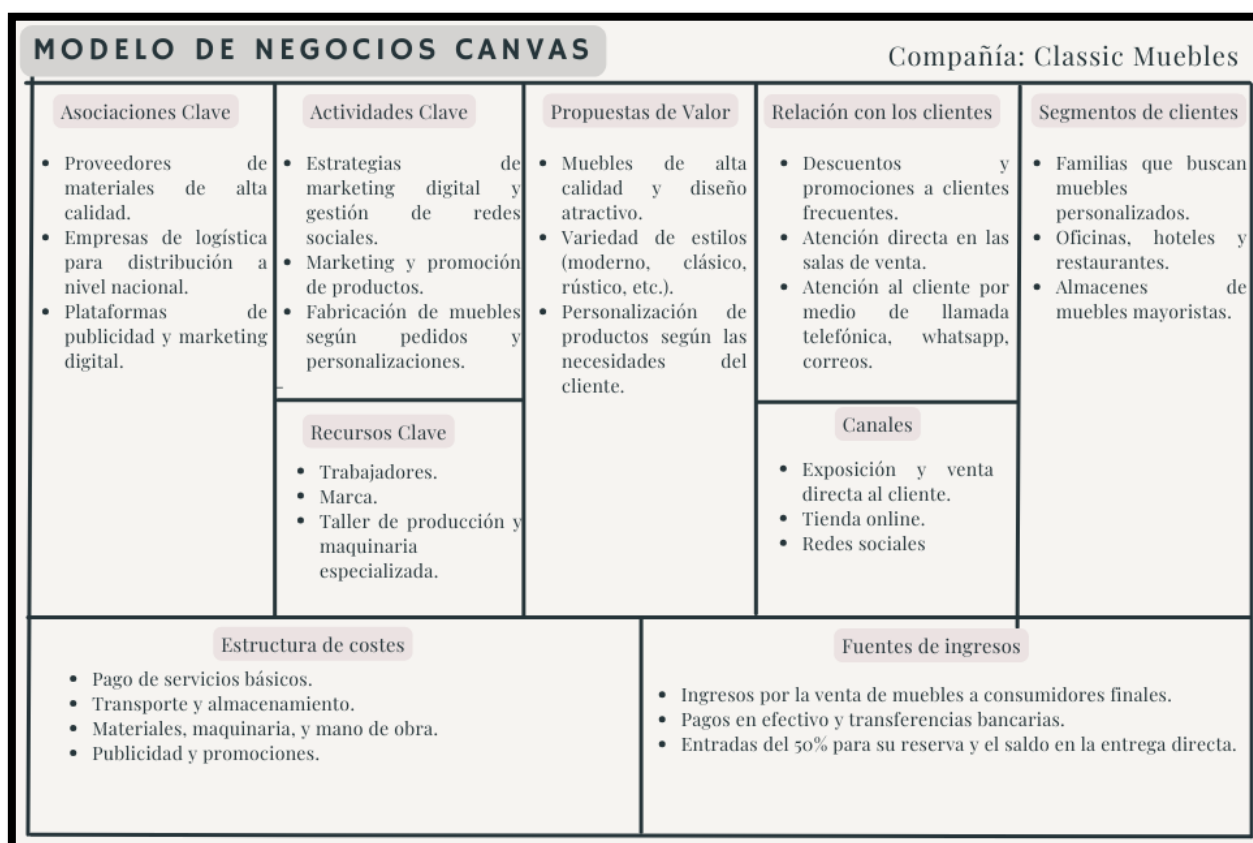 MODELO DE NEGOCIOS CANVAS
Compañía: Classic Muebles
Asociaciones Clave
Proveedores de
materiales de alta
calidad.
Empresas de logística
para distribución a
nivel nacional.
Plataformas de
publicidad y marketing
digital.
Actividades Clave
Estrategias de
marketing digital y
gestión de redes
sociales.
Marketing y promoción
de productos.
Fabricación de muebles
según pedidos y
personalizaciones.
Recursos Clave
Trabajadores.
Marca.
Taller de producción y
maquinaria
especializada.
Propuestas de Valor
Muebles de alta
calidad y diseño
atractivo.
Variedad de estilos
(moderno, clásico,
rústico, etc.).
Personalización de
productos según las
necesidades del
cliente.
Relación con los clientes
Descuentos y
promociones a clientes
frecuentes.
Atención directa en las
salas de venta.
Atención al cliente por
medio de llamada
telefónica, whatsapp,
correos.
Canales
Exposición y venta
directa al cliente.
Tienda online.
Redes sociales
Segmentos de clientes
Familias que buscan
muebles
personalizados.
Oficinas, hoteles y
restaurantes.
Almacenes de
muebles mayoristas.
Estructura de costes
Pago de servicios básicos.
Transporte y almacenamiento.
Materiales, maquinaria, y mano de obra.
Publicidad y promociones.
Fuentes de ingresos
Ingresos por la venta de muebles a consumidores finales.
Pagos en efectivo y transferencias bancarias.
Entradas del 50% para su reserva y el saldo en la entrega directa.